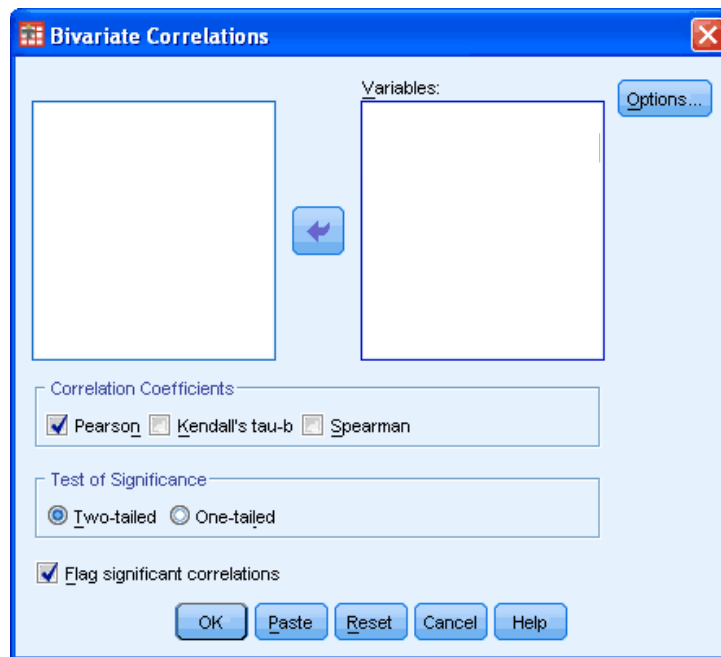 Bivariate Correlations
Variables:
Options...
Correlation Coefficients
Pearson Kendall's tau-b Spearman
Test of Significance
Two-tailed One-tailed
Flag significant correlations
OK Paste Reset Cancel Help